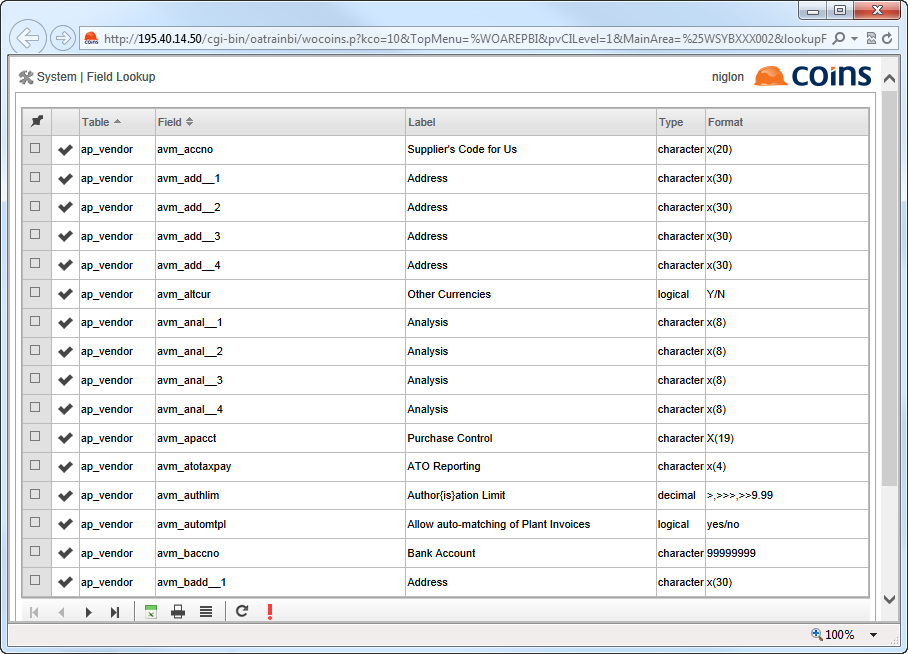 http://195.40.14.50/cgi-bin/oatrainbi/wocoins.p?kco=10&TopMenu=%WOAREPBI&pvCILevel=1&MainArea=%25WSYBXXX002&lookupF
System | Field Lookup niglon coins
Table Field Label Type Format
ap_vendor avm_accno Supplier's Code for Us character x(20)
ap_vendor avm_add__1 Address character x(30)
ap_vendor avm_add__2 Address character x(30)
ap_vendor avm_add__3 Address character x(30)
ap_vendor avm_add__4 Address character x(30)
ap_vendor avm_altcur Other Currencies logical Y/N
ap_vendor avm_anal__1 Analysis character x(8)
ap_vendor avm_anal__2 Analysis character x(8)
ap_vendor avm_anal__3 Analysis character x(8)
ap_vendor avm_anal__4 Analysis character x(8)
ap_vendor avm_apacct Purchase Control character X(19)
ap_vendor avm_atotaxpay ATO Reporting character x(4)
ap_vendor avm_authlim Author{is}ation Limit decimal >,>>>,>>9.99
ap_vendor avm_automtpl Allow auto-matching of Plant Invoices logical yes/no
ap_vendor avm_baccno Bank Account character 99999999
ap_vendor avm_badd__1 Address character x(30)
100%